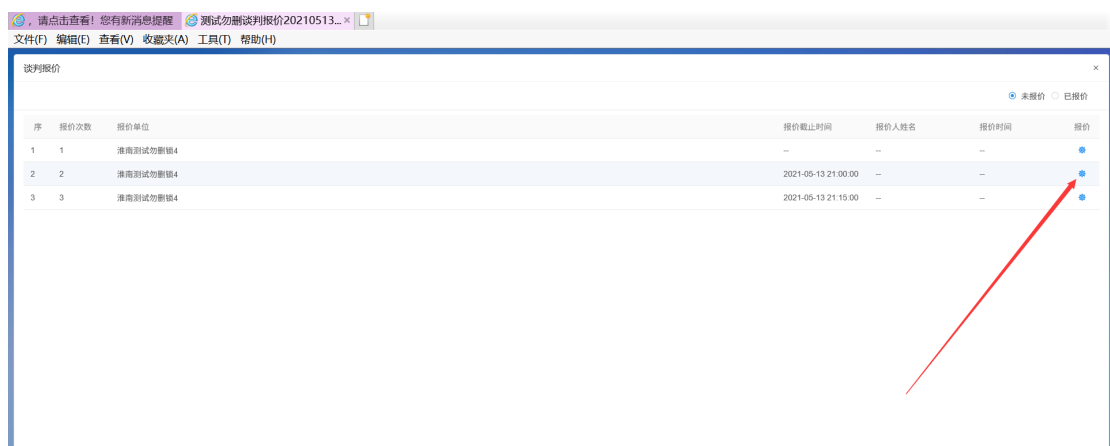 ，请点击查看！您有新消息提醒 测试勿删谈判报价20210513... ×
文件(F) 编辑(E) 查看(V) 收藏夹(A) 工具(T) 帮助(H)
谈判报价 ×
未报价 已报价
序 报价次数 报价单位 报价截止时间 报价人姓名 报价时间 报价
1 1 淮南测试勿删锁4 -- -- --
2 2 淮南测试勿删锁4 2021-05-13 21:00:00 -- --
3 3 淮南测试勿删锁4 2021-05-13 21:15:00 -- --